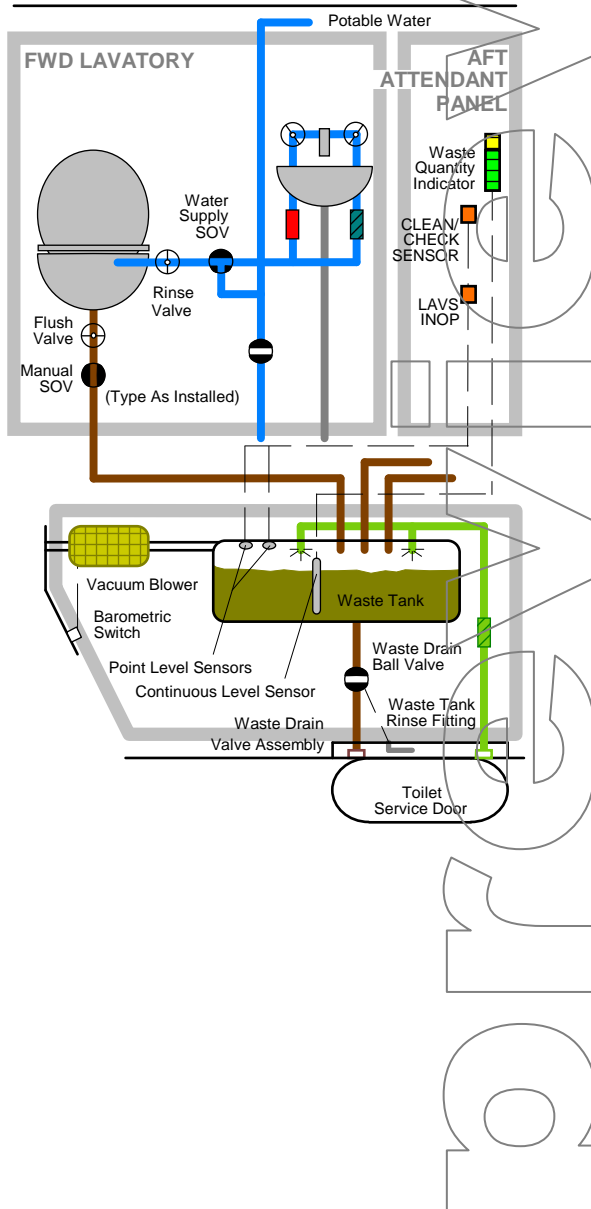 Potable Water
FWD LAVATORY
AFT
ATTENDANT
PANEL
Waste
Quantity
Indicator
Water
Supply
SOV
CLEAN/
CHECK
SENSOR
Rinse
Valve
LAVS
INOP
Flush
Valve
Manual
SOV
(Type As Installed)
Vacuum Blower
Waste Tank
Barometric
Switch
Point Level Sensors
Continuous Level Sensor
Waste Drain
Ball Valve
Waste Tank
Rinse Fitting
Waste Drain
Valve Assembly
Toilet
Service Door